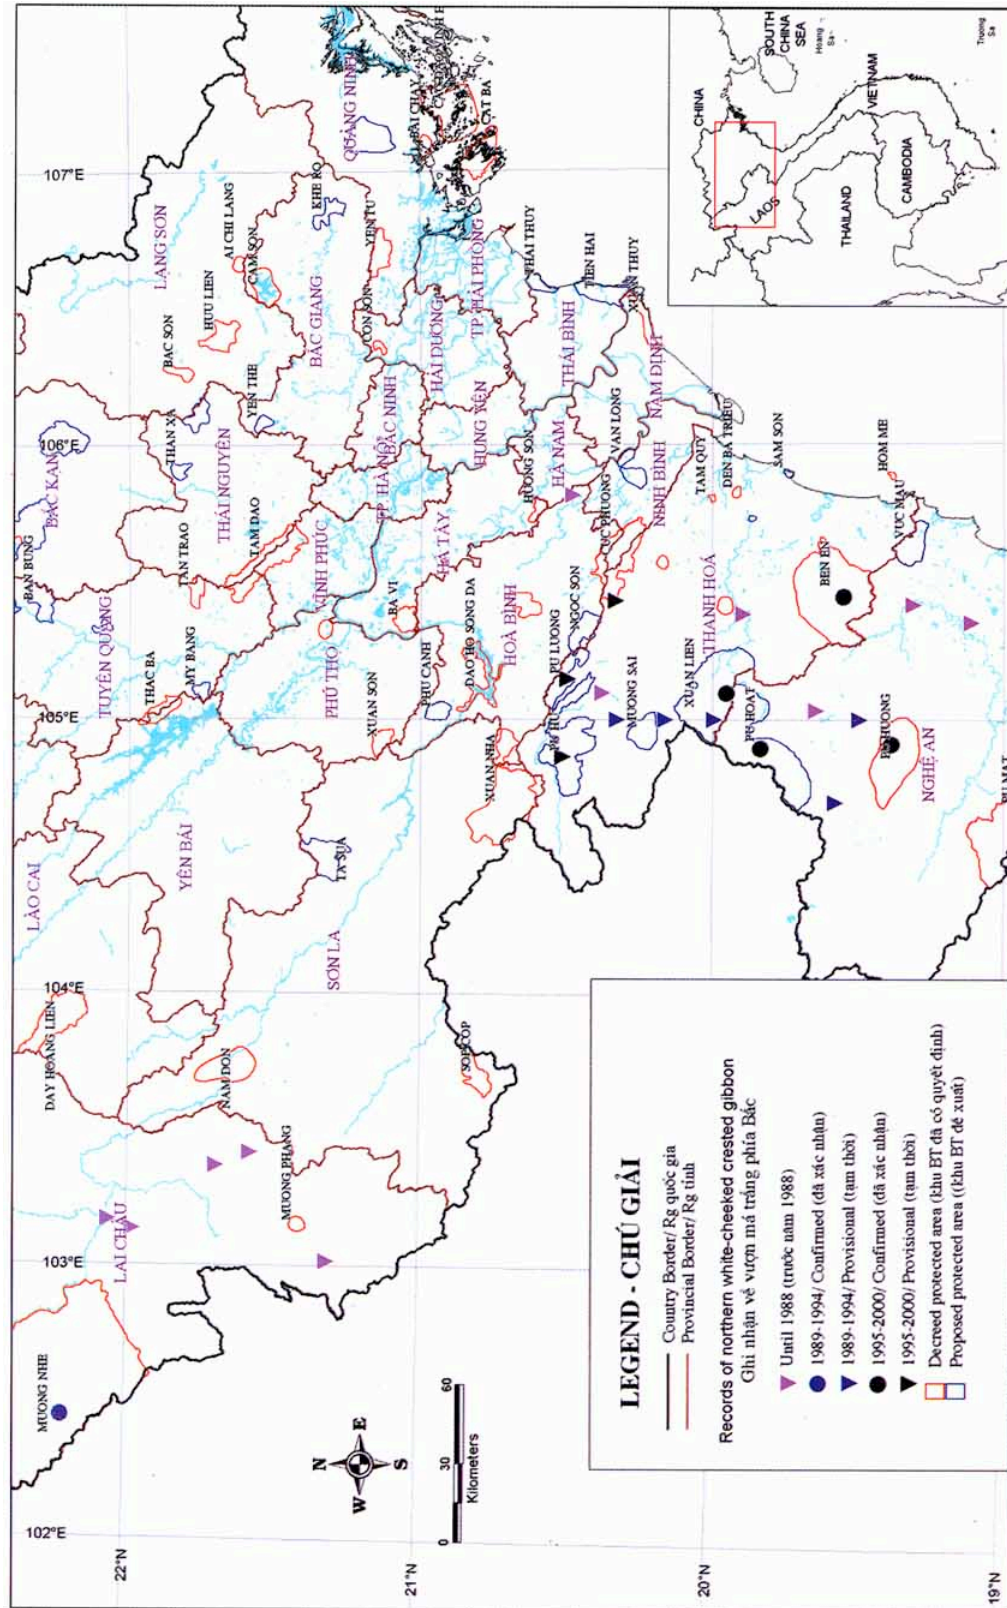 102°E
103°E
104°E
105°E
106°E
107°E
22°N
21°N
20°N
19°N
MUONG NHE
LAI CHÂU
MUONG PHANG
NAM DON
SOP COP
DAY HOANG LIEN
LÀO CAI
YÊN BÁI
SƠN LA
TA SUA
XUAN NHA
THAC BA
MY BANG
TUYÊN QUANG
BAN BUNG
BẮC KẠN
TAN TRAO
TAM DAO
THÁI NGUYÊN
THAN XA
YEN THE
BAC SON
HUU LIEN
AI CHI LANG
CAM SON
LẠNG SƠN
BẮC GIANG
KHE RO
YEN TU
QUẢNG NINH
BAI CHAY
CAT BA
CON SON
HẢI DƯƠNG
TP HẢI PHÒNG
BẮC NINH
TP HÀ NỘI
VĨNH PHÚC
PHÚ THỌ
XUAN SON
BA VI
HÀ TÂY
PHU CANH
DAO HO SONG DA
HOÀ BÌNH
HƯNG YÊN
HUONG SON
HÀ NAM
THÁI BÌNH
THAI THUY
TIEN HAI
XUAN THUY
NAM ĐỊNH
VAN LONG
NINH BÌNH
CUC PHUONG
NGOC SON
PU LUONG
PU HU
MUONG SAI
XUAN LIEN
PU HOAT
THANH HOÁ
TAM QUY
DEN BA TRIEU
SAM SON
HON ME
VUC MAU
BEN EN
PU HUONG
NGHỆ AN
PU MAT
N
W E
S
0 30 60
Kilometers
LEGEND - CHÚ GIẢI
Country Border/ Rg quốc gia
Provincial Border/ Rg tỉnh
Records of northern white-cheeked crested gibbon
Ghi nhận về vượn má trắng phía Bắc
Until 1988 (trước năm 1988)
1989-1994/ Confirmed (đã xác nhận)
1989-1994/ Provisional (tạm thời)
1995-2000/ Confirmed (đã xác nhận)
1995-2000/ Provisional (tạm thời)
Decreed protected area (khu BT đã có quyết định)
Proposed protected area ((khu BT đề xuất)
CHINA
LAOS
THAILAND
CAMBODIA
VIETNAM
SOUTH
CHINA
SEA
Hoang
Sa
Truong
Sa